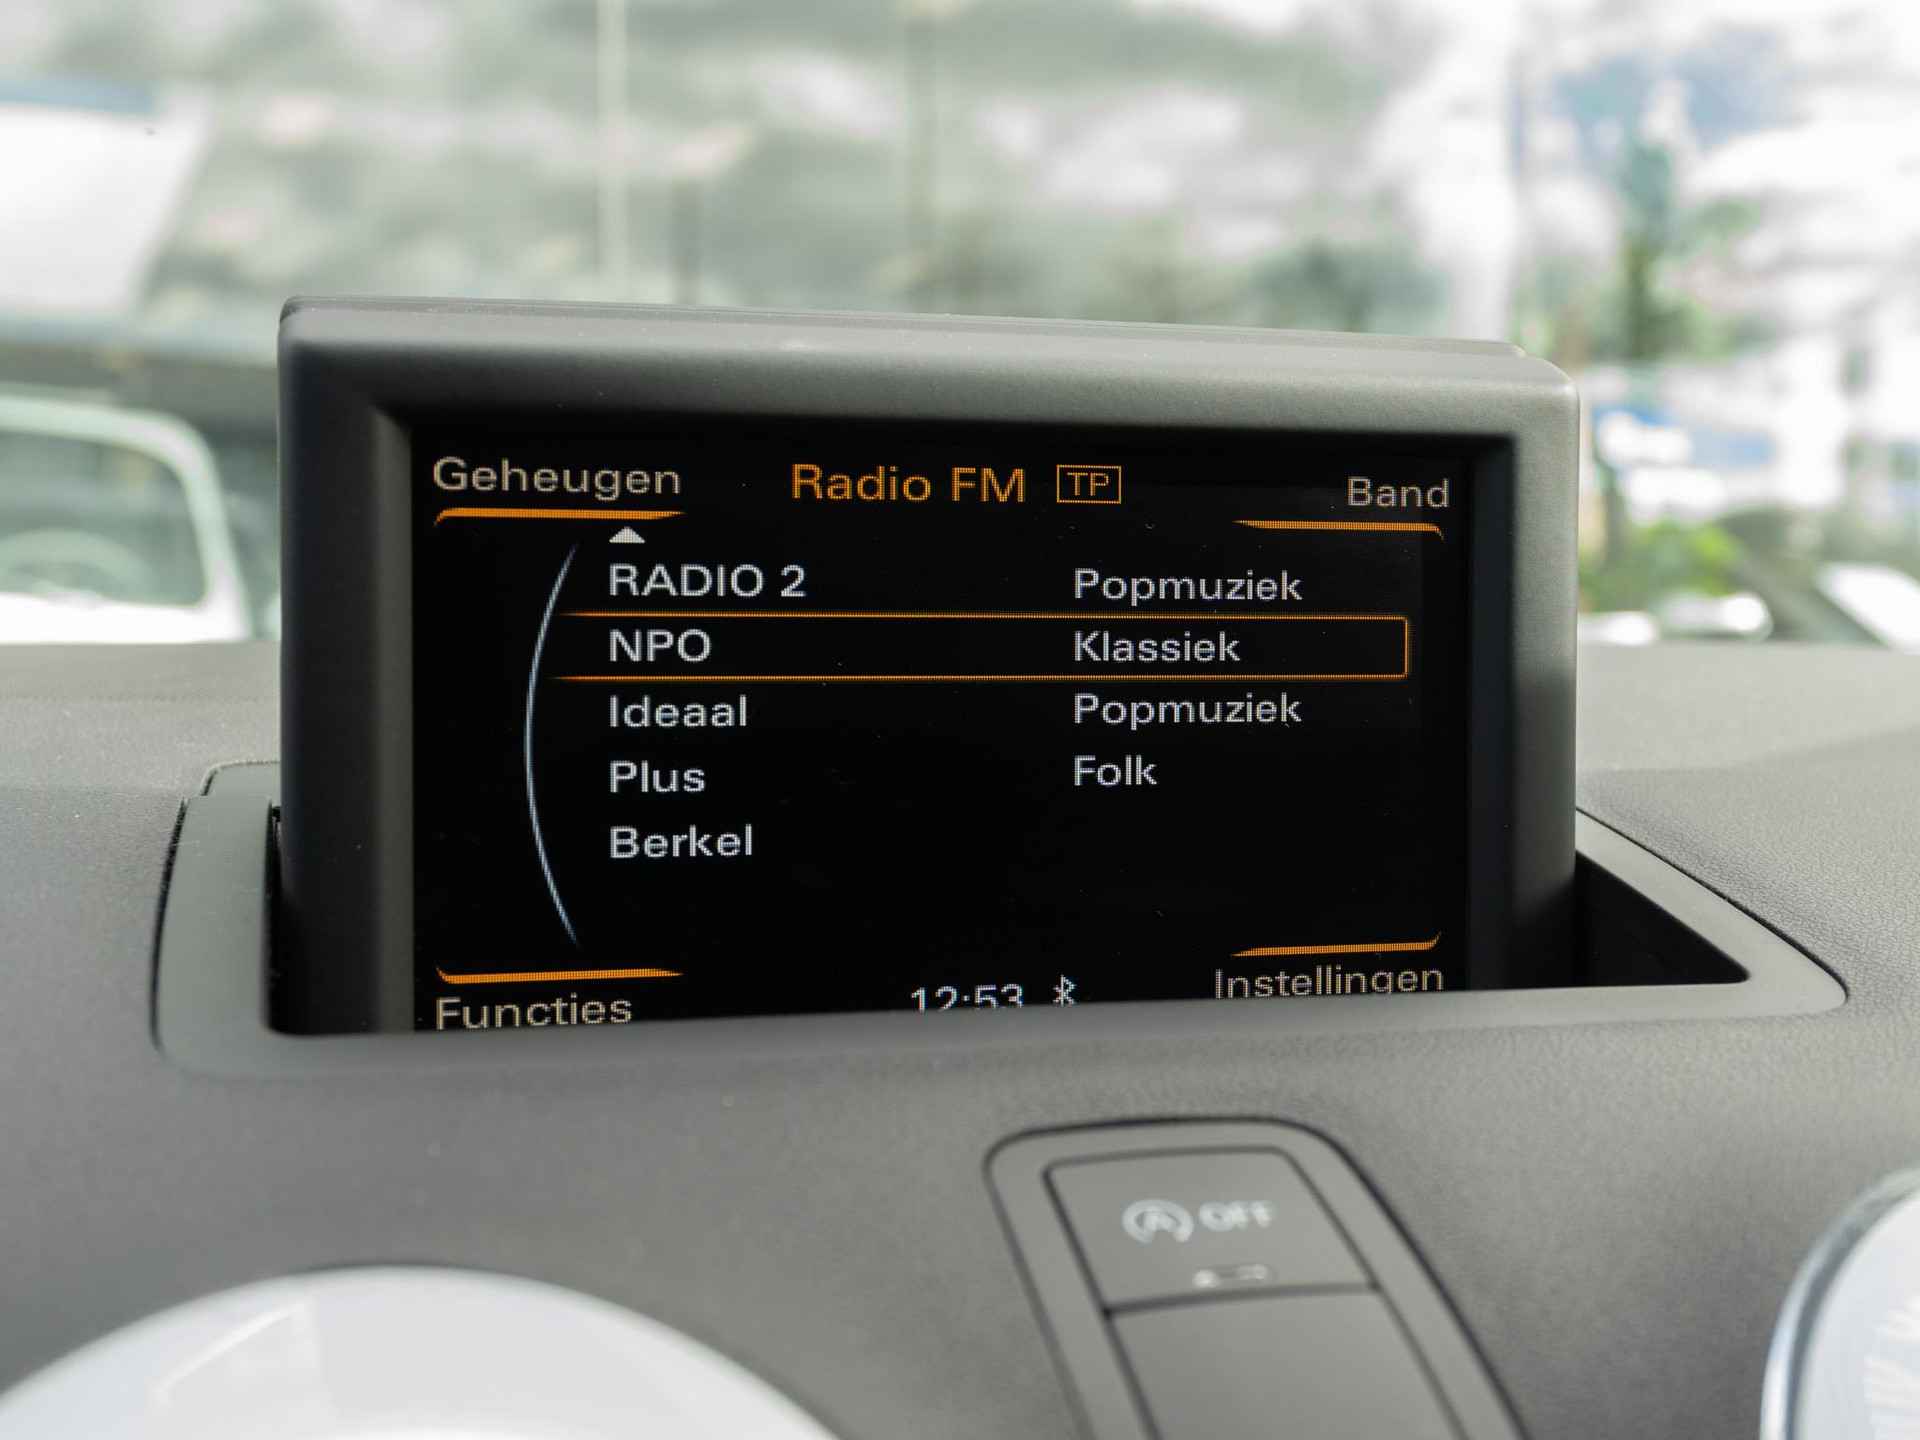 Geheugen Radio FM TP Band
RADIO 2 Popmuziek
NPO Klassiek
Ideaal Popmuziek
Plus Folk
Berkel
Functies 12:53 Instellingen
A OFF